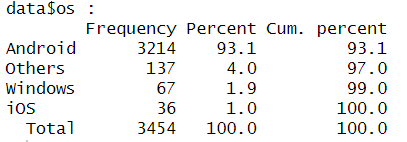 data$os :
Frequency Percent Cum. percent
Android 3214 93.1 93.1
Others 137 4.0 97.0
Windows 67 1.9 99.0
iOS 36 1.0 100.0
Total 3454 100.0 100.0